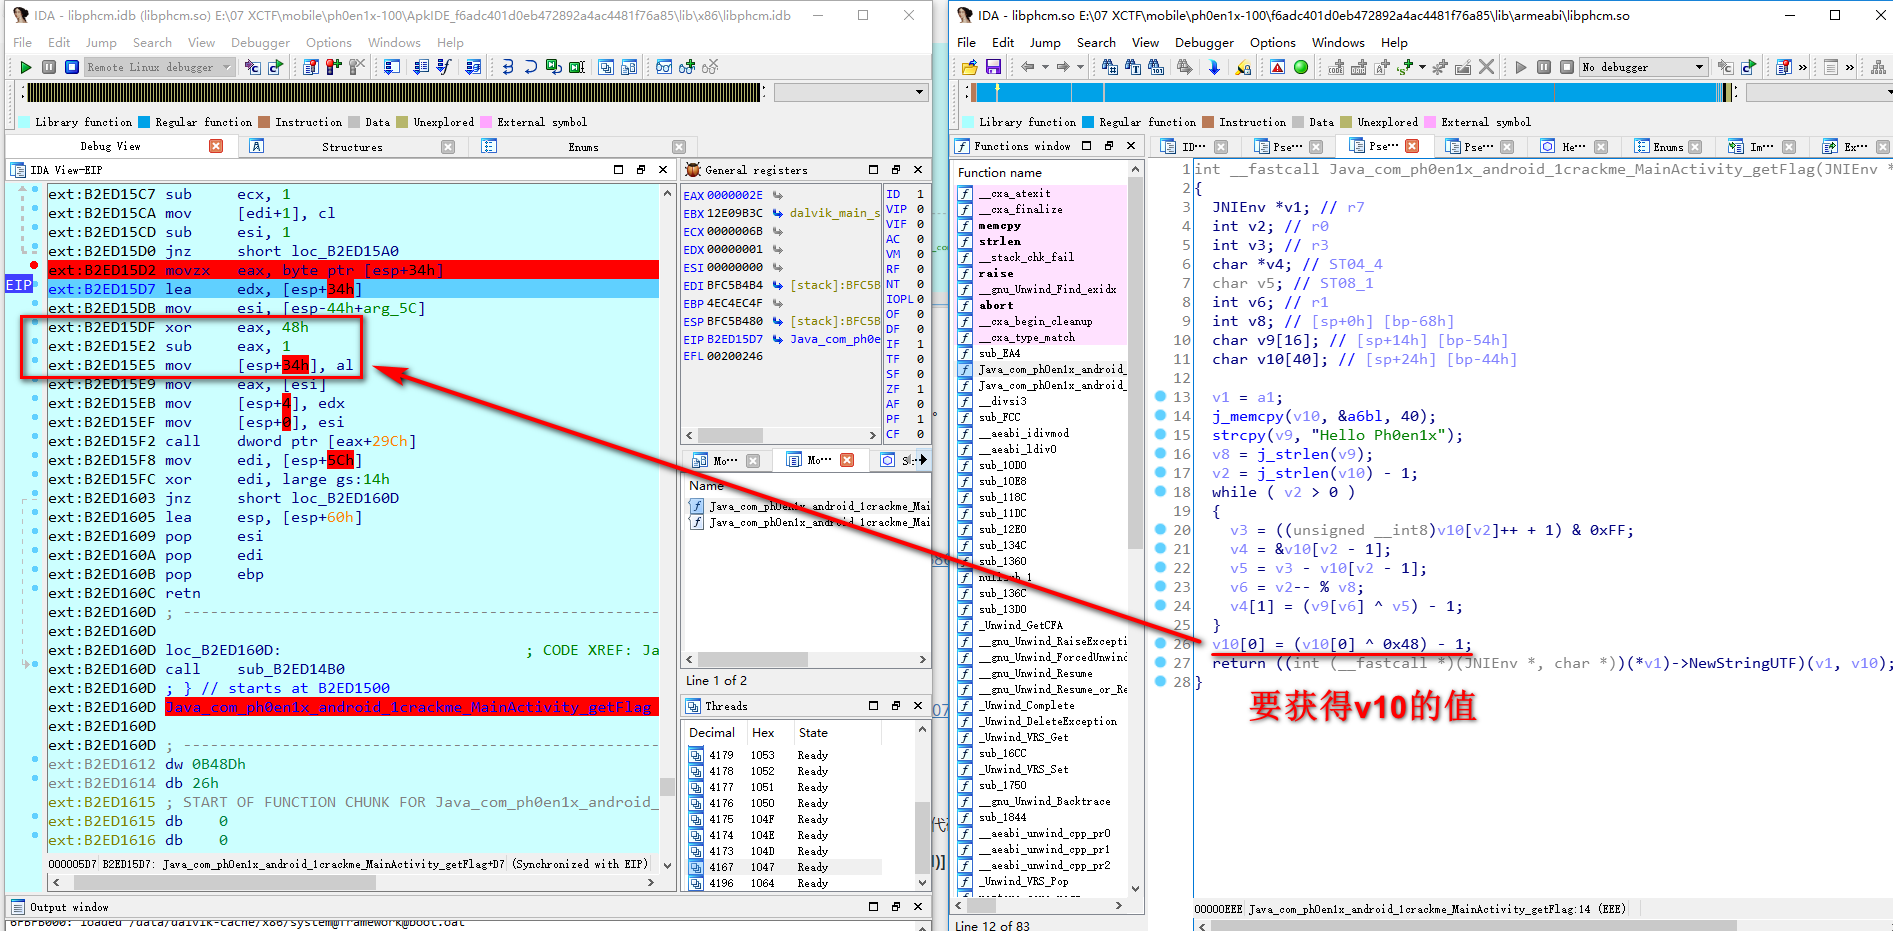 IDA - libphcm.idb (libphcm.so) E:\07 XCTF\mobile\ph0en1x-100\ApkIDE_f6adc401d0eb472892a4ac4481f76a85\lib\x86\libphcm.idb
File Edit Jump Search View Debugger Options Windows Help
Remote Linux debugger
Library function Regular function Instruction Data Unexplored External symbol
Debug View Structures Enums
IDA View-EIP
ext:B2ED15C7 sub ecx, 1
ext:B2ED15CA mov [edi+1], cl
ext:B2ED15CD sub esi, 1
ext:B2ED15D0 jnz short loc_B2ED15A0
ext:B2ED15D2 movzx eax, byte ptr [esp+34h]
EIP
ext:B2ED15D7 lea edx, [esp+34h]
ext:B2ED15DB mov esi, [esp-44h+arg_5C]
ext:B2ED15DF xor eax, 48h
ext:B2ED15E2 sub eax, 1
ext:B2ED15E5 mov [esp+34h], al
ext:B2ED15E9 mov eax, [esi]
ext:B2ED15EB mov [esp+4], edx
ext:B2ED15EF mov [esp+0], esi
ext:B2ED15F2 call dword ptr [eax+29Ch]
ext:B2ED15F8 mov edi, [esp+5Ch]
ext:B2ED15FC xor edi, large gs:14h
ext:B2ED1603 jnz short loc_B2ED160D
ext:B2ED1605 lea esp, [esp+60h]
ext:B2ED1609 pop esi
ext:B2ED160A pop edi
ext:B2ED160B pop ebp
ext:B2ED160C retn
ext:B2ED160D ; ---------------------------------------------------
ext:B2ED160D
ext:B2ED160D loc_B2ED160D: ; CODE XREF: Ja
ext:B2ED160D call sub_B2ED14B0
ext:B2ED160D ; } // starts at B2ED1500
ext:B2ED160D Java_com_ph0en1x_android_1crackme_MainActivity_getFlag
ext:B2ED160D
ext:B2ED160D ; ---------------------------------------------------
ext:B2ED1612 dw 0B48Dh
ext:B2ED1614 db 26h
ext:B2ED1615 ; START OF FUNCTION CHUNK FOR Java_com_ph0en1x_android_
ext:B2ED1615 db 0
ext:B2ED1616 db 0
000005D7 B2ED15D7: Java_com_ph0en1x_android_1crackme_MainActivity_getFlag+D7 (Synchronized with EIP)
Output window
6FBFB000: loaded /data/dalvik-cache/x86/system@framework@boot.oat
General registers
EAX 0000002E
EBX 12E09B3C dalvik_main_s
ECX 0000006B
EDX 00000001
ESI 00000000
EDI BFC5B4B4 [stack]:BFC5B
EBP 4EC4EC4F
ESP BFC5B480 [stack]:BFC5B
EIP B2ED15D7 Java_com_ph0e
EFL 00200246
ID 1
VIP 0
VIF 0
AC 0
VM 0
RF 0
NT 0
IOPL 0
OF 0
DF 0
IF 1
TF 0
SF 0
ZF 1
AF 0
PF 1
CF 0
Mo··· Mo··· S
Name
Java_com_ph0en1x_android_1crackme_Mai
Java_com_ph0en1x_android_1crackme_Mai
Line 1 of 2
Threads
Decimal Hex State
4179 1053 Ready
4178 1052 Ready
4177 1051 Ready
4176 1050 Ready
4175 104F Ready
4174 104E Ready
4173 104D Ready
4167 1047 Ready
4196 1064 Ready
IDA - libphcm.so E:\07 XCTF\mobile\ph0en1x-100\f6adc401d0eb472892a4ac4481f76a85\lib\armeabi\libphcm.so
File Edit Jump Search View Debugger Options Windows Help
No debugger
Library function Regular function Instruction Data Unexplored External symbol
Functions window ID··· Pse··· Pse··· Pse··· He··· Enums Im··· Ex···
Function name
__cxa_atexit
__cxa_finalize
memcpy
strlen
__stack_chk_fail
raise
__gnu_Unwind_Find_exidx
abort
__cxa_begin_cleanup
__cxa_type_match
sub_EA4
Java_com_ph0en1x_android_
Java_com_ph0en1x_android_
__divsi3
sub_FCC
__aeabi_idivmod
__aeabi_ldiv0
sub_10D0
sub_10E8
sub_118C
sub_11DC
sub_12E0
sub_134C
sub_1360
nullsub_1
sub_136C
sub_13D0
_Unwind_GetCFA
__gnu_Unwind_RaiseExcepti
__gnu_Unwind_ForcedUnwind
__gnu_Unwind_Resume
__gnu_Unwind_Resume_or_Re
_Unwind_Complete
_Unwind_DeleteException
_Unwind_VRS_Get
sub_16CC
_Unwind_VRS_Set
sub_1750
__gnu_Unwind_Backtrace
sub_1844
__aeabi_unwind_cpp_pr0
__aeabi_unwind_cpp_pr1
__aeabi_unwind_cpp_pr2
_Unwind_VRS_Pop
Line 12 of 83
1 int __fastcall Java_com_ph0en1x_android_1crackme_MainActivity_getFlag(JNIEnv *
2 {
3 JNIEnv *v1; // r7
4 int v2; // r0
5 int v3; // r3
6 char *v4; // ST04_4
7 char v5; // ST08_1
8 int v6; // r1
9 int v8; // [sp+0h] [bp-68h]
10 char v9[16]; // [sp+14h] [bp-54h]
11 char v10[40]; // [sp+24h] [bp-44h]
12
13 v1 = a1;
14 j_memcpy(v10, &a6bl, 40);
15 strcpy(v9, "Hello Ph0en1x");
16 v8 = j_strlen(v9);
17 v2 = j_strlen(v10) - 1;
18 while ( v2 > 0 )
19 {
20 v3 = ((unsigned __int8)v10[v2]++ + 1) & 0xFF;
21 v4 = &v10[v2 - 1];
22 v5 = v3 - v10[v2 - 1];
23 v6 = v2-- % v8;
24 v4[1] = (v9[v6] ^ v5) - 1;
25 }
26 v10[0] = (v10[0] ^ 0x48) - 1;
27 return ((int (__fastcall *)(JNIEnv *, char *))(*v1)->NewStringUTF)(v1, v10);
28 }
要获得v10的值
00000EEE Java_com_ph0en1x_android_1crackme_MainActivity_getFlag:14 (EEE)